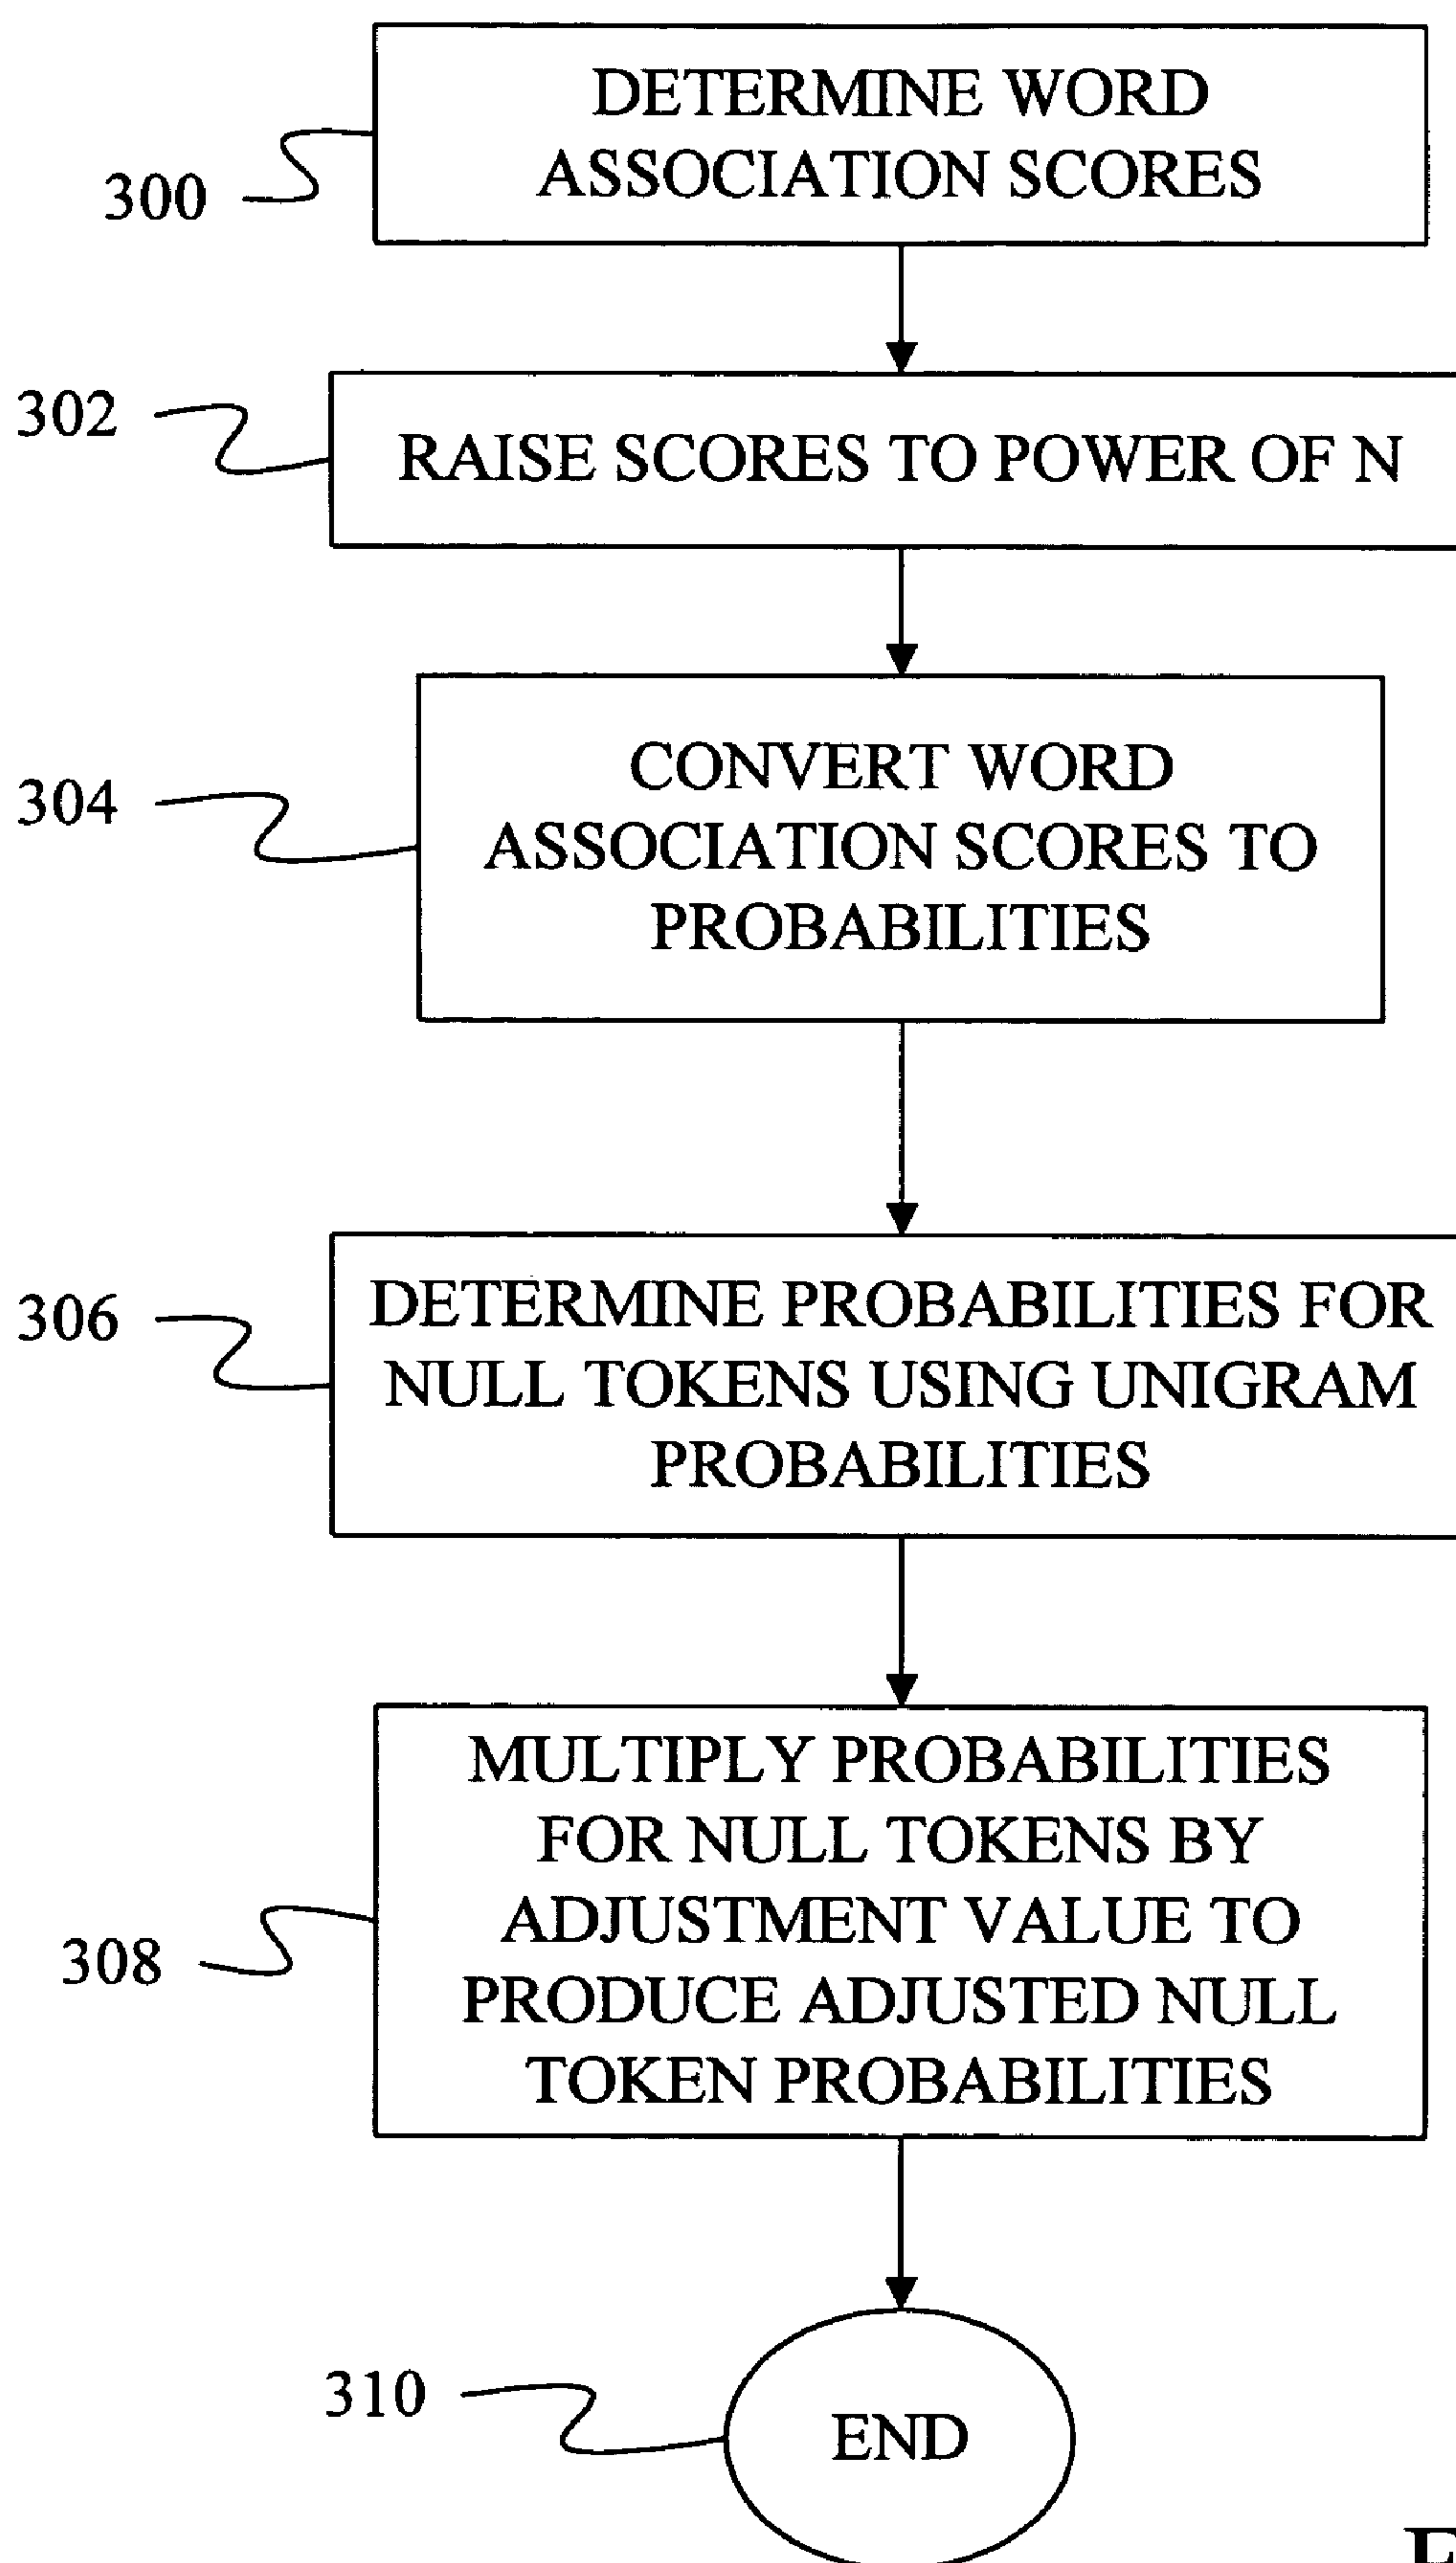 DETERMINE WORD
ASSOCIATION SCORES
300
302
RAISE SCORES TO POWER OF N
304
CONVERT WORD
ASSOCIATION SCORES TO
PROBABILITIES
306
DETERMINE PROBABILITIES FOR
NULL TOKENS USING UNIGRAM
PROBABILITIES
MULTIPLY PROBABILITIES
FOR NULL TOKENS BY
ADJUSTMENT VALUE TO
PRODUCE ADJUSTED NULL
TOKEN PROBABILITIES
308
310
END